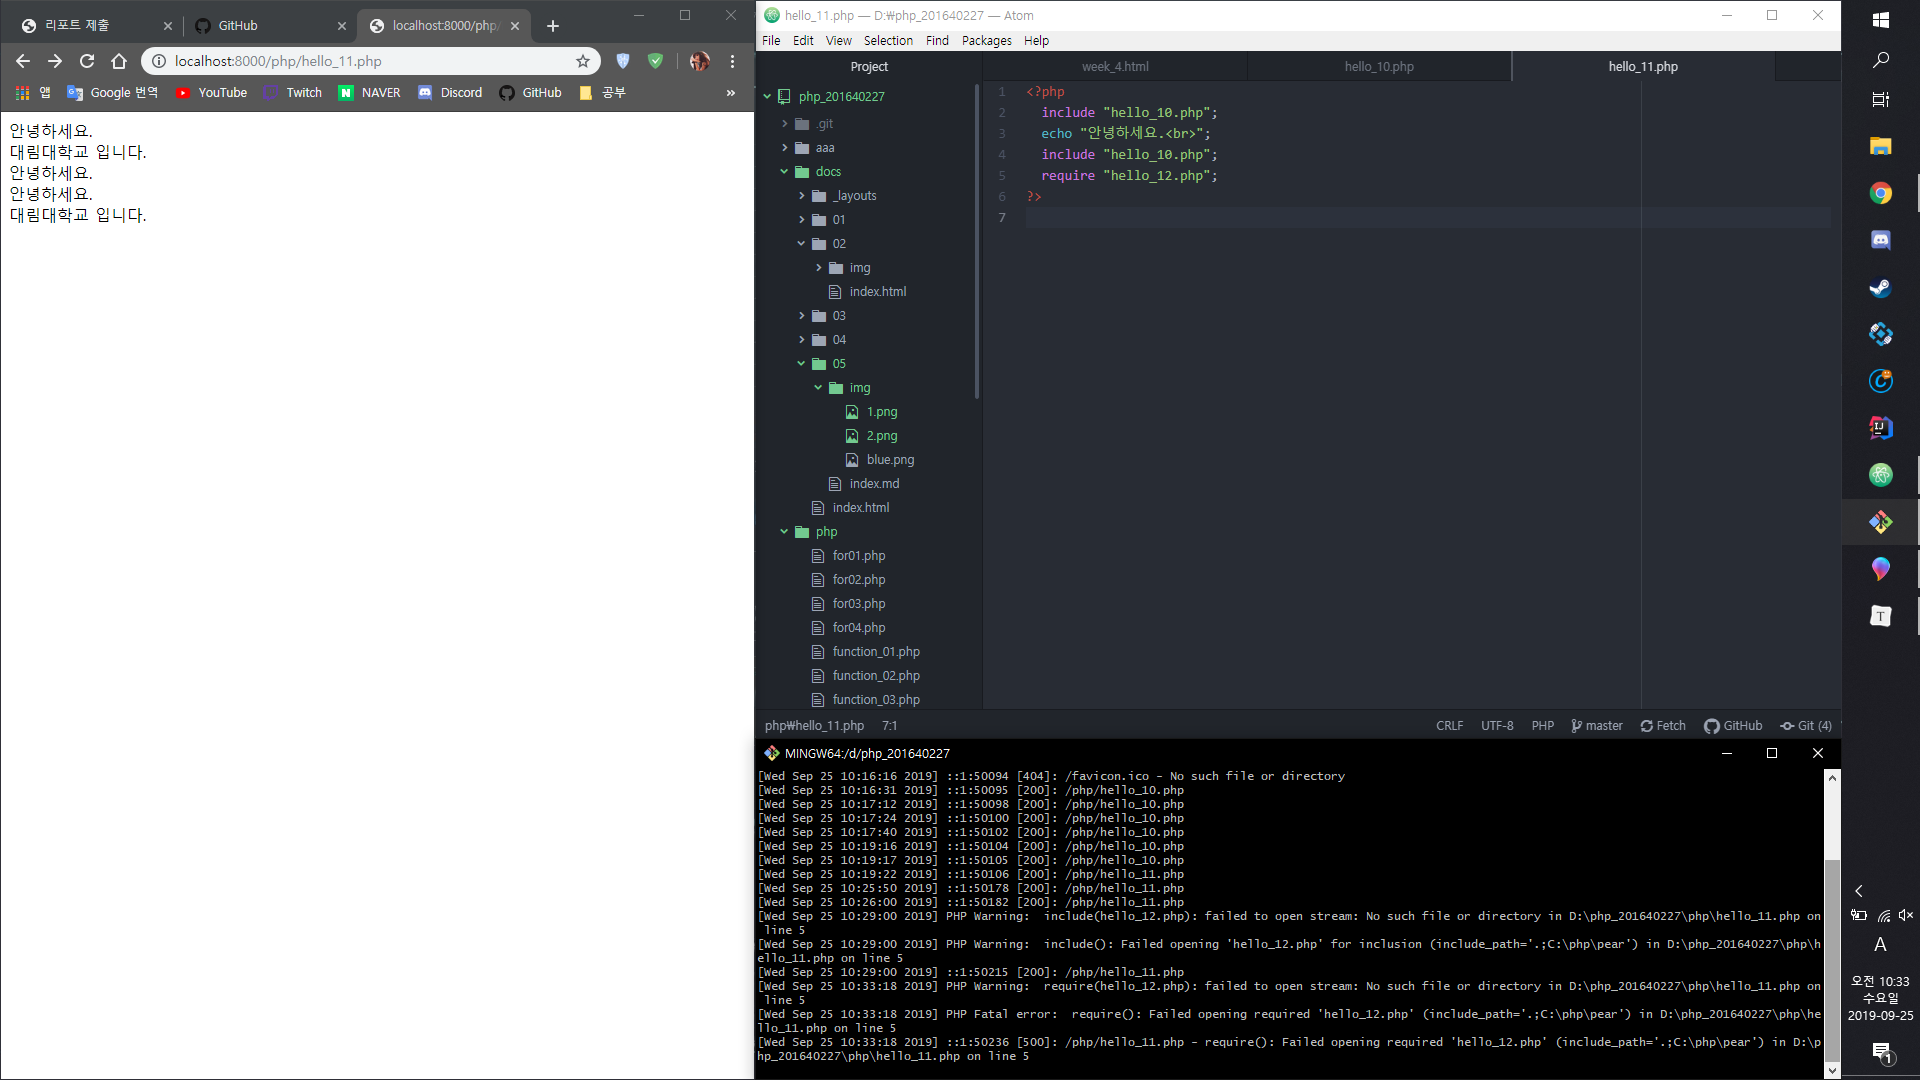 리포트 제출
GitHub
localhost:8000/php/
localhost:8000/php/hello_11.php
앱
Google 번역
YouTube
Twitch
NAVER
Discord
GitHub
공부
»
안녕하세요.
대림대학교 입니다.
안녕하세요.
안녕하세요.
대림대학교 입니다.
hello_11.php — D:₩php_201640227 — Atom
File Edit View Selection Find Packages Help
Project
php_201640227
.git
aaa
docs
_layouts
01
02
img
index.html
03
04
05
img
1.png
2.png
blue.png
index.md
index.html
php
for01.php
for02.php
for03.php
for04.php
function_01.php
function_02.php
function_03.php
week_4.html
hello_10.php
hello_11.php
1 <?php
2 include "hello_10.php";
3 echo "안녕하세요.<br>";
4 include "hello_10.php";
5 require "hello_12.php";
6 ?>
7
php₩hello_11.php 7:1
CRLF UTF-8 PHP master Fetch GitHub Git (4)
MINGW64:/d/php_201640227
[Wed Sep 25 10:16:16 2019] ::1:50094 [404]: /favicon.ico - No such file or directory
[Wed Sep 25 10:16:31 2019] ::1:50095 [200]: /php/hello_10.php
[Wed Sep 25 10:17:12 2019] ::1:50098 [200]: /php/hello_10.php
[Wed Sep 25 10:17:24 2019] ::1:50100 [200]: /php/hello_10.php
[Wed Sep 25 10:17:40 2019] ::1:50102 [200]: /php/hello_10.php
[Wed Sep 25 10:19:16 2019] ::1:50104 [200]: /php/hello_10.php
[Wed Sep 25 10:19:17 2019] ::1:50105 [200]: /php/hello_10.php
[Wed Sep 25 10:19:22 2019] ::1:50106 [200]: /php/hello_11.php
[Wed Sep 25 10:25:50 2019] ::1:50178 [200]: /php/hello_11.php
[Wed Sep 25 10:26:00 2019] ::1:50182 [200]: /php/hello_11.php
[Wed Sep 25 10:29:00 2019] PHP Warning:  include(hello_12.php): failed to open stream: No such file or directory in D:\php_201640227\php\hello_11.php on
 line 5
[Wed Sep 25 10:29:00 2019] PHP Warning:  include(): Failed opening 'hello_12.php' for inclusion (include_path='.;C:\php\pear') in D:\php_201640227\php\h
ello_11.php on line 5
[Wed Sep 25 10:29:00 2019] ::1:50215 [200]: /php/hello_11.php
[Wed Sep 25 10:33:18 2019] PHP Warning:  require(hello_12.php): failed to open stream: No such file or directory in D:\php_201640227\php\hello_11.php on
 line 5
[Wed Sep 25 10:33:18 2019] PHP Fatal error:  require(): Failed opening required 'hello_12.php' (include_path='.;C:\php\pear') in D:\php_201640227\php\he
llo_11.php on line 5
[Wed Sep 25 10:33:18 2019] ::1:50236 [500]: /php/hello_11.php - require(): Failed opening required 'hello_12.php' (include_path='.;C:\php\pear') in D:\p
hp_201640227\php\hello_11.php on line 5
IJ
T
A
오전 10:33
수요일
2019-09-25
1